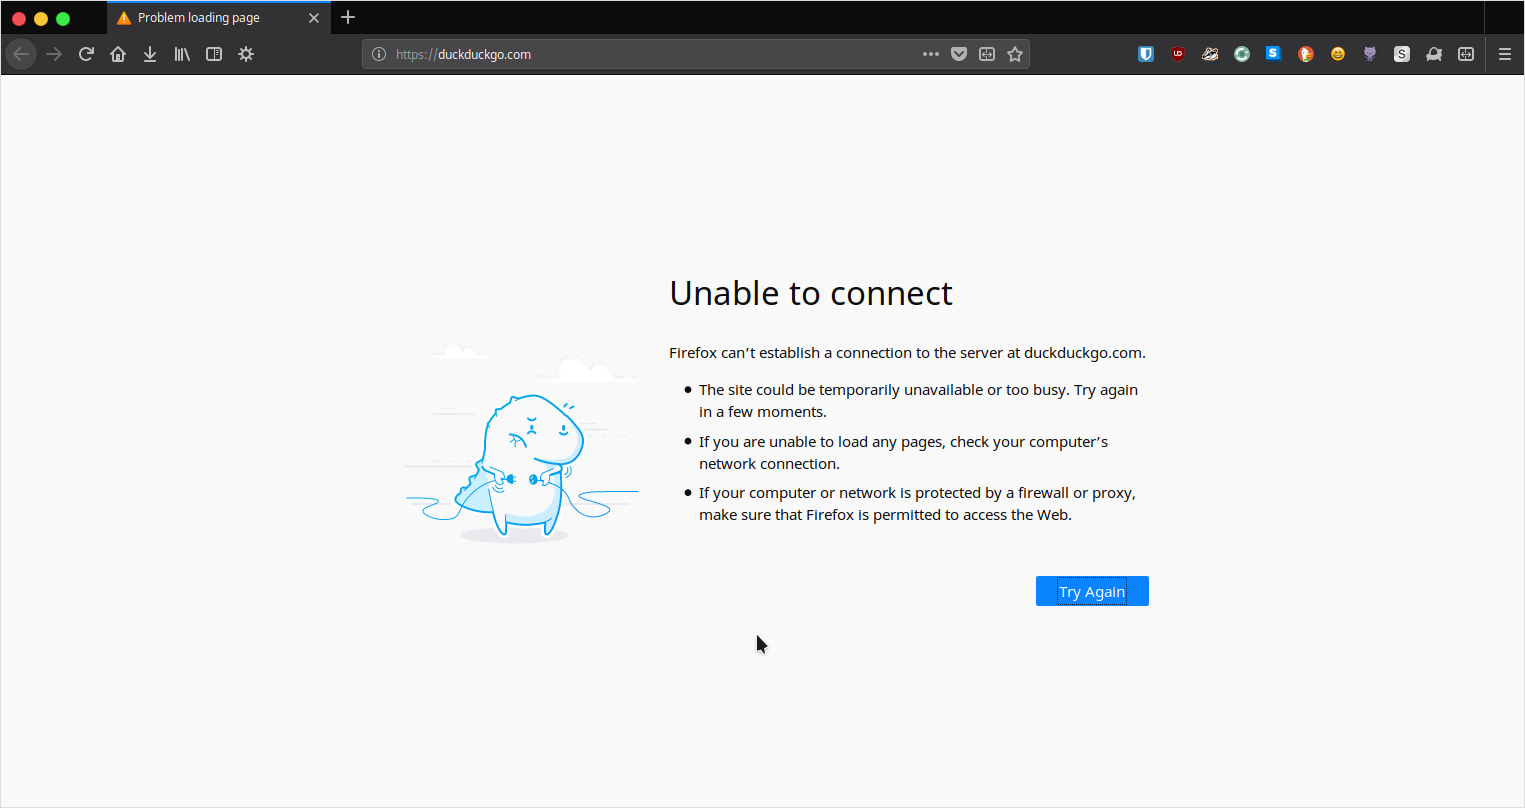 Problem loading page
https://duckduckgo.com
Unable to connect
Firefox can’t establish a connection to the server at duckduckgo.com.
• The site could be temporarily unavailable or too busy. Try again
in a few moments.
• If you are unable to load any pages, check your computer’s
network connection.
• If your computer or network is protected by a firewall or proxy,
make sure that Firefox is permitted to access the Web.
Try Again